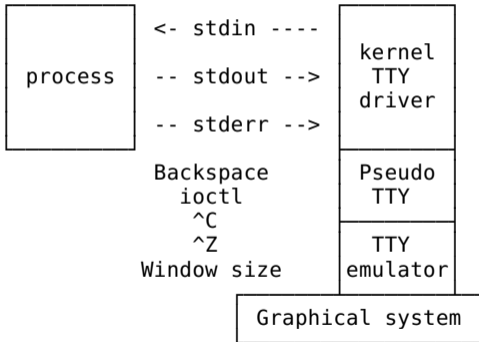 <- stdin ----
kernel
process -- stdout --> TTY
driver
-- stderr -->
Backspace Pseudo
ioctl TTY
^C
^Z TTY
Window size emulator
Graphical system